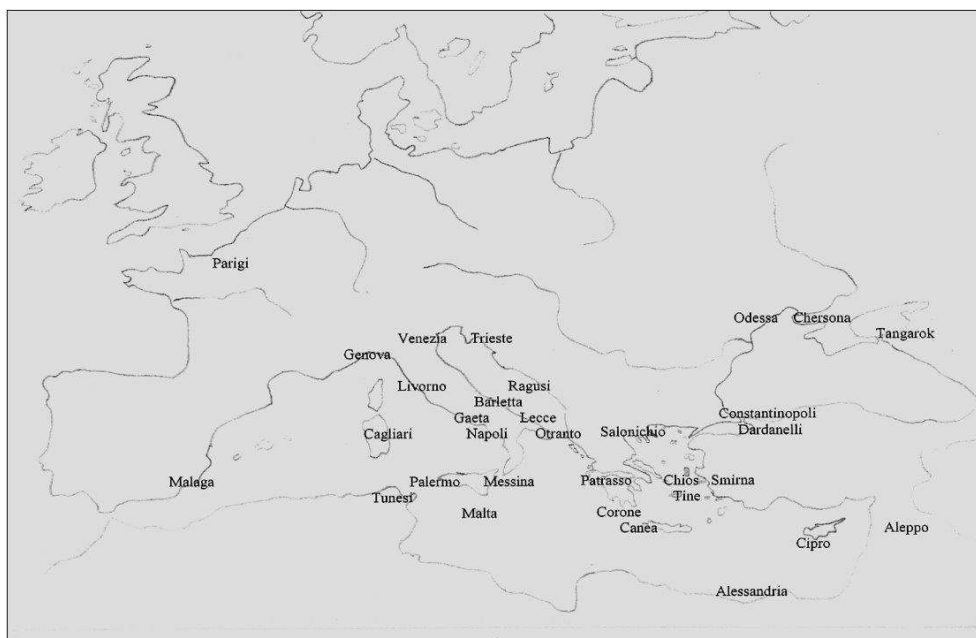 Parigi
Odessa Chersona
Tangarok
Venezia Trieste
Genova
Livorno Ragusi
Barletta
Gaeta Lecce Constantinopoli
Cagliari Napoli Otranto Salonichio Dardanelli
Malaga Palermo Messina Patrasso Chios Smirna
Tunesi Tine
Malta Corone
Canea Aleppo
Cipro
Alessandria